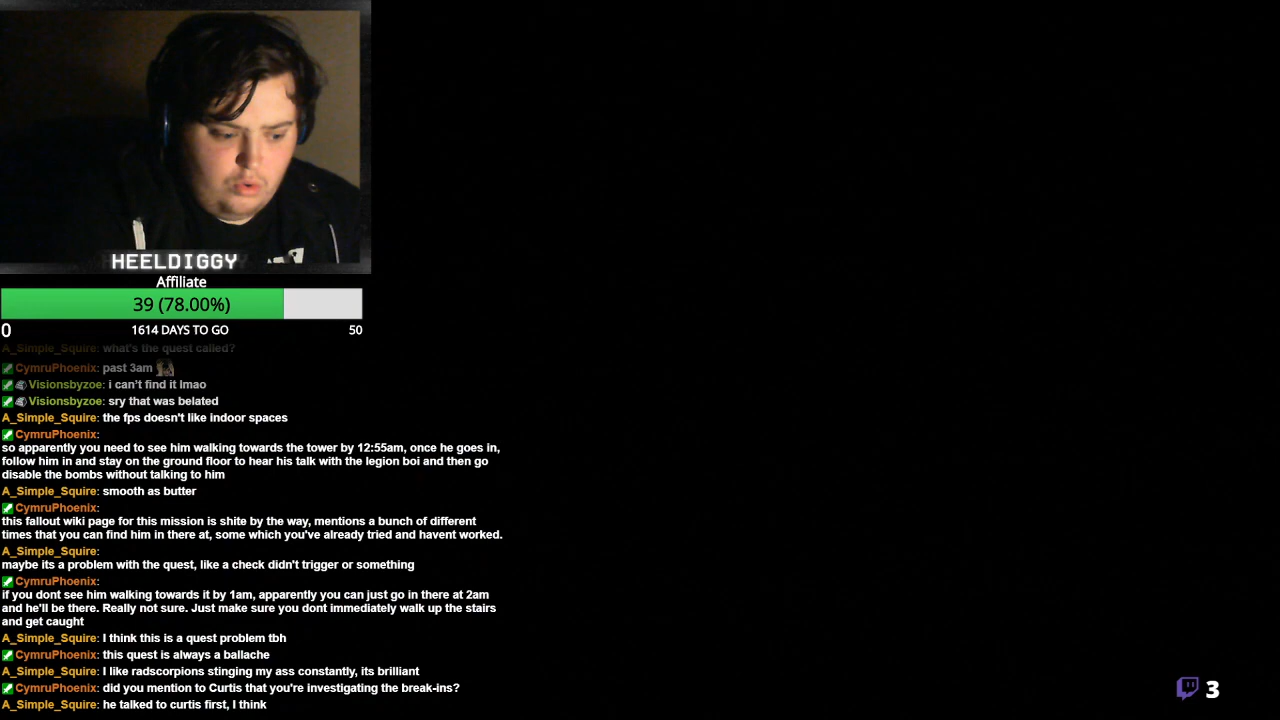 HEELDIGGY
Affiliate
39 (78.00%)
0 1614 DAYS TO GO 50
A_Simple_Squire: what's the quest called?
CymruPhoenix: past 3am
Visionsbyzoe: i can't find it lmao
Visionsbyzoe: sry that was belated
A_Simple_Squire: the fps doesn't like indoor spaces
CymruPhoenix:
so apparently you need to see him walking towards the tower by 12:55am, once he goes in,
follow him in and stay on the ground floor to hear his talk with the legion boi and then go
disable the bombs without talking to him
A_Simple_Squire: smooth as butter
CymruPhoenix:
this fallout wiki page for this mission is shite by the way, mentions a bunch of different
times that you can find him in there at, some which you've already tried and havent worked.
A_Simple_Squire:
maybe its a problem with the quest, like a check didn't trigger or something
CymruPhoenix:
if you dont see him walking towards it by 1am, apparently you can just go in there at 2am
and he'll be there. Really not sure. Just make sure you dont immediately walk up the stairs
and get caught
A_Simple_Squire: I think this is a quest problem tbh
CymruPhoenix: this quest is always a ballache
A_Simple_Squire: I like radscorpions stinging my ass constantly, its brilliant
CymruPhoenix: did you mention to Curtis that you're investigating the break-ins?
A_Simple_Squire: he talked to curtis first, I think
3